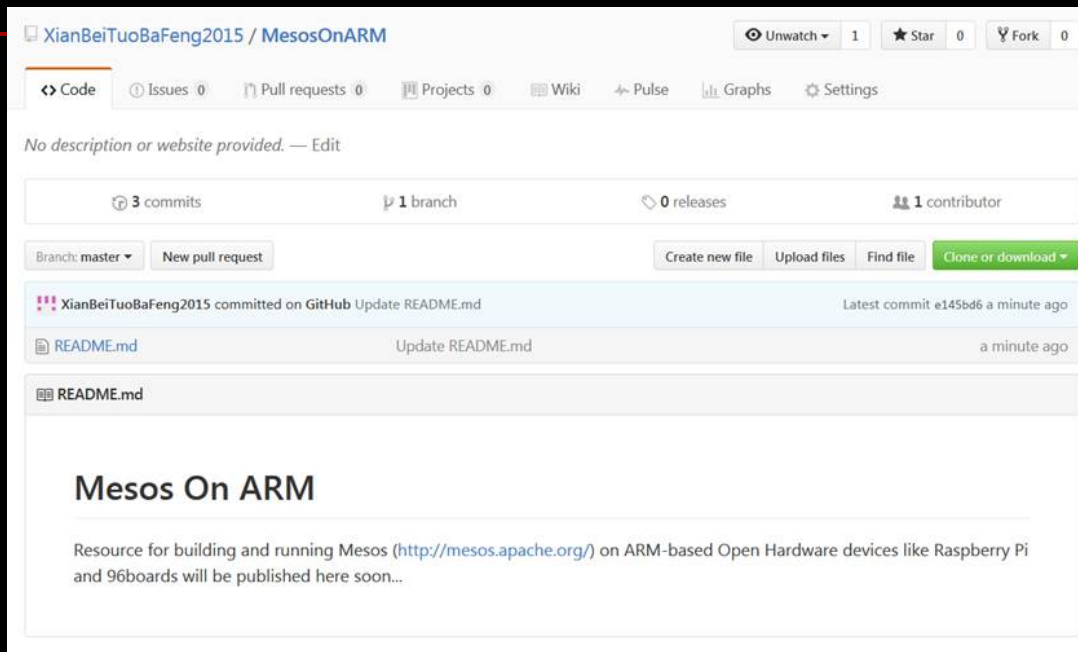 XianBeiTuoBaFeng2015 / MesosOnARM Unwatch 1 Star 0 Fork 0
Code Issues 0 Pull requests 0 Projects 0 Wiki Pulse Graphs Settings
No description or website provided. — Edit
3 commits 1 branch 0 releases 1 contributor
Branch: master New pull request Create new file Upload files Find file Clone or download
XianBeiTuoBaFeng2015 committed on GitHub Update README.md Latest commit e145bd6 a minute ago
README.md Update README.md a minute ago
README.md
Mesos On ARM
Resource for building and running Mesos (http://mesos.apache.org/) on ARM-based Open Hardware devices like Raspberry Pi
and 96boards will be published here soon...